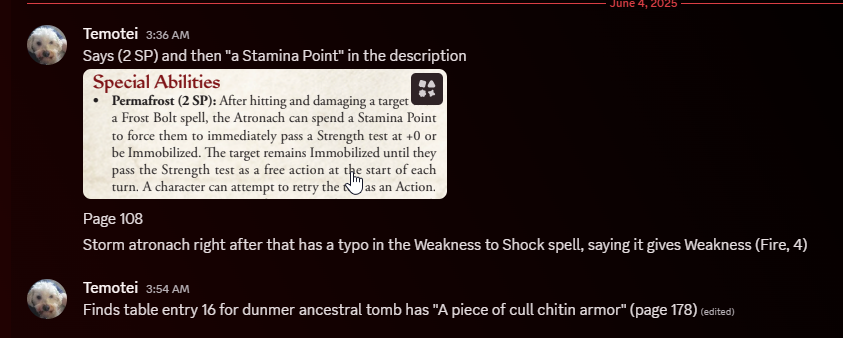 June 4, 2025
Temotei 3:36 AM
Says (2 SP) and then "a Stamina Point" in the description
Special Abilities
• Permafrost (2 SP): After hitting and damaging a target
a Frost Bolt spell, the Atronach can spend a Stamina Point
to force them to immediately pass a Strength test at +0 or
be Immobilized. The target remains Immobilized until they
pass the Strength test as a free action at the start of each
turn. A character can attempt to retry the as an Action.
Page 108
Storm atronach right after that has a typo in the Weakness to Shock spell, saying it gives Weakness (Fire, 4)
Temotei 3:54 AM
Finds table entry 16 for dunmer ancestral tomb has "A piece of cull chitin armor" (page 178) (edited)